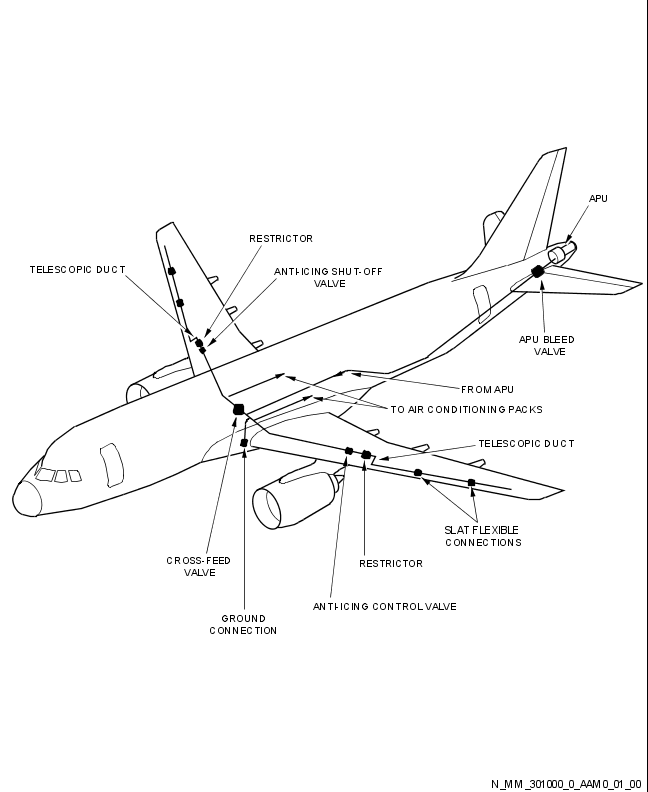 APU
RESTRICTOR
TELESCOPIC DUCT
ANTI-ICING SHUT-OFF
VALVE
APU BLEED
VALVE
FROM APU
TO AIR CONDITIONING PACKS
TELESCOPIC DUCT
SLAT FLEXIBLE
CONNECTIONS
CROSS-FEED
VALVE
RESTRICTOR
ANTI-ICING CONTROL VALVE
GROUND
CONNECTION
N_MM_301000_0_AAM0_01_00